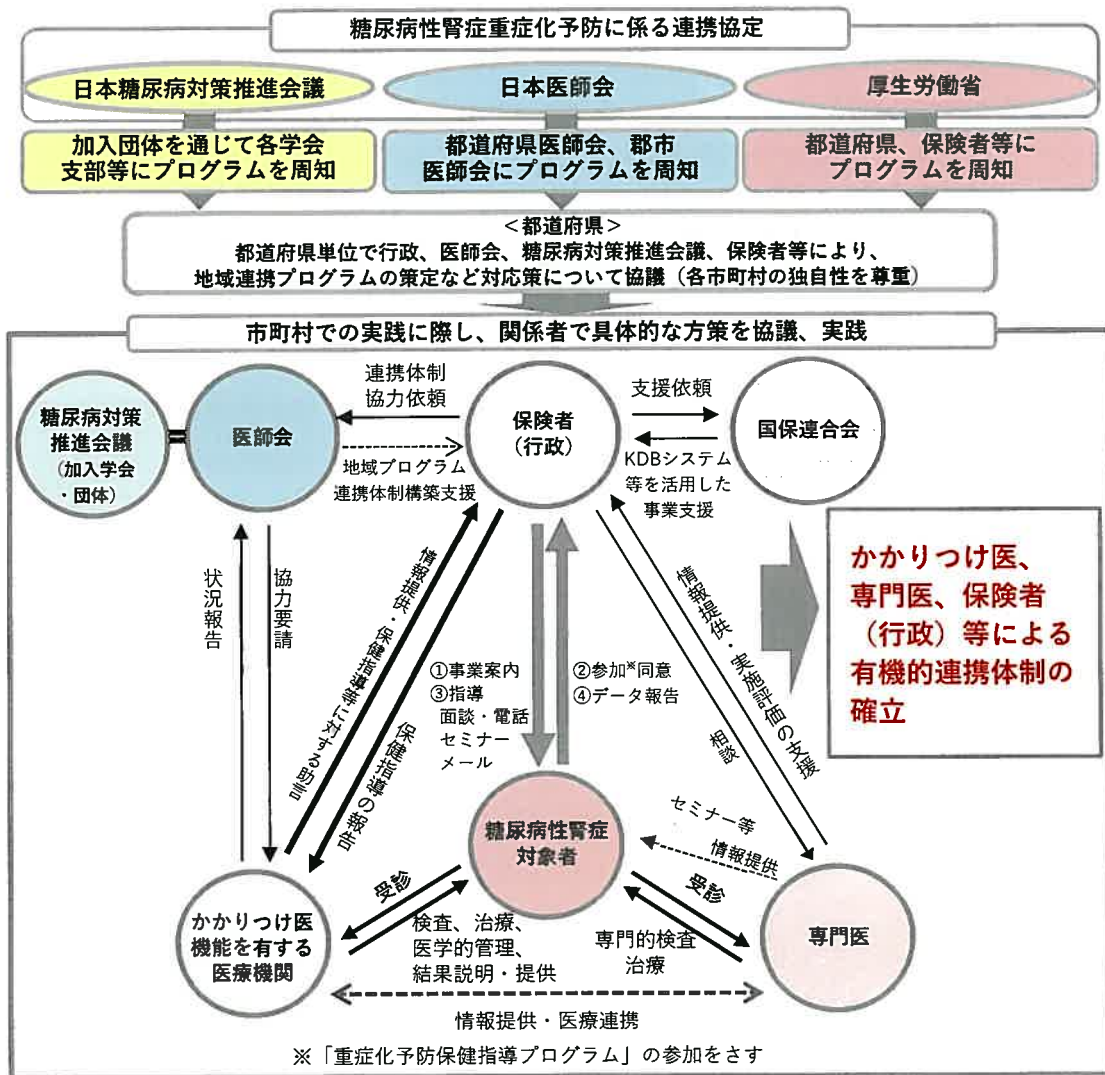 糖尿病性腎症重症化予防に係る連携協定
日本糖尿病対策推進会議
日本医師会
厚生労働省
加入団体を通じて各学会
支部等にプログラムを周知
都道府県医師会、郡市
医師会にプログラムを周知
都道府県、保険者等に
プログラムを周知
＜都道府県＞
都道府県単位で行政、医師会、糖尿病対策推進会議、保険者等により、
地域連携プログラムの策定など対応策について協議（各市町村の独自性を尊重）
市町村での実践に際し、関係者で具体的な方策を協議、実践
糖尿病対策
推進会議
（加入学会
・団体）
医師会
連携体制
協力依頼
地域プログラム
連携体制構築支援
保険者
（行政）
支援依頼
KDBシステム
等を活用した
事業支援
国保連合会
かかりつけ医、
専門医、保険者
（行政）等による
有機的連携体制の
確立
状況報告
協力要請
情報提供・保健指導等に対する助言
保健指導の報告
①事業案内
③指導
面談・電話
セミナー
メール
②参加※同意
④データ報告
情報提供・実施評価の支援
相談
糖尿病性腎症
対象者
セミナー等
情報提供
受診
受診
かかりつけ医
機能を有する
医療機関
検査、治療、
医学的管理、
結果説明・提供
専門的検査
治療
専門医
情報提供・医療連携
※「重症化予防保健指導プログラム」の参加をさす